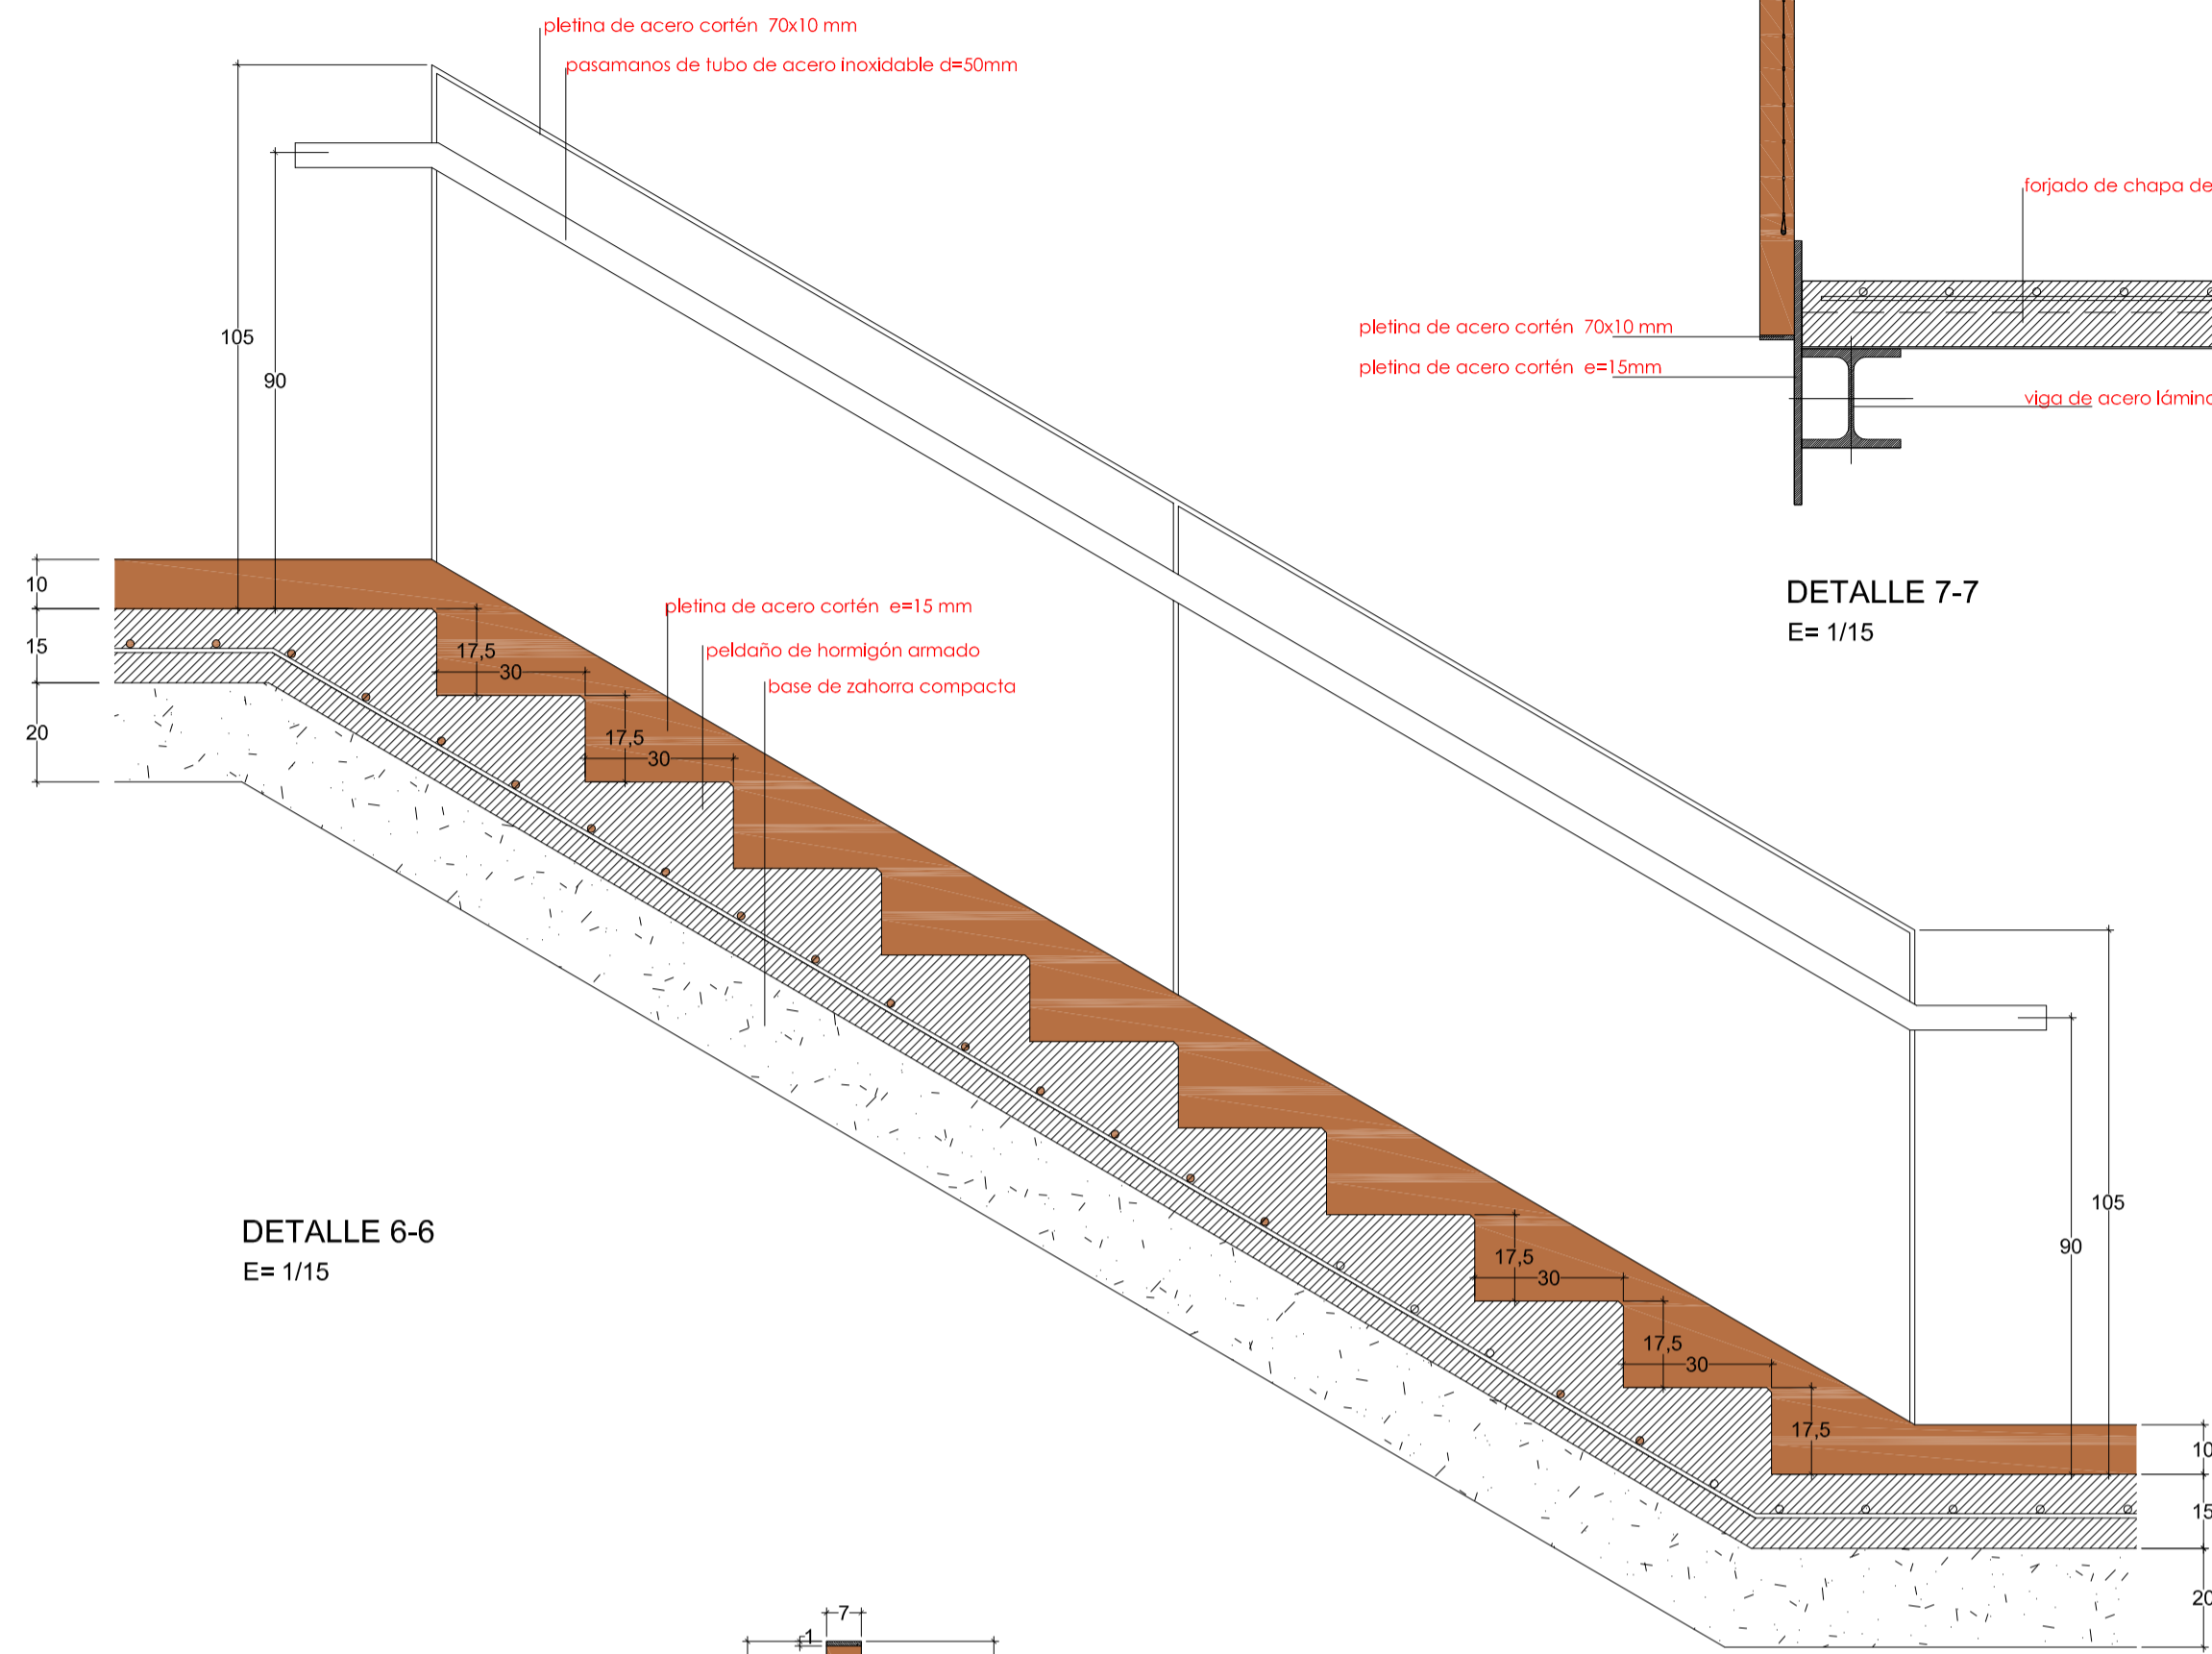 pletina de acero cortén 70x10 mm
pasamanos de tubo de acero inoxidable d=50mm
105
90
10
15
20
pletina de acero cortén e=15 mm
peldaño de hormigón armado
base de zahorra compacta
17,5
30
17,5
30
17,5
30
17,5
30
17,5
105
90
10
15
20
DETALLE 6-6
E= 1/15
forjado de chapa de
pletina de acero cortén 70x10 mm
pletina de acero cortén e=15mm
viga de acero
DETALLE 7-7
E= 1/15
7
1